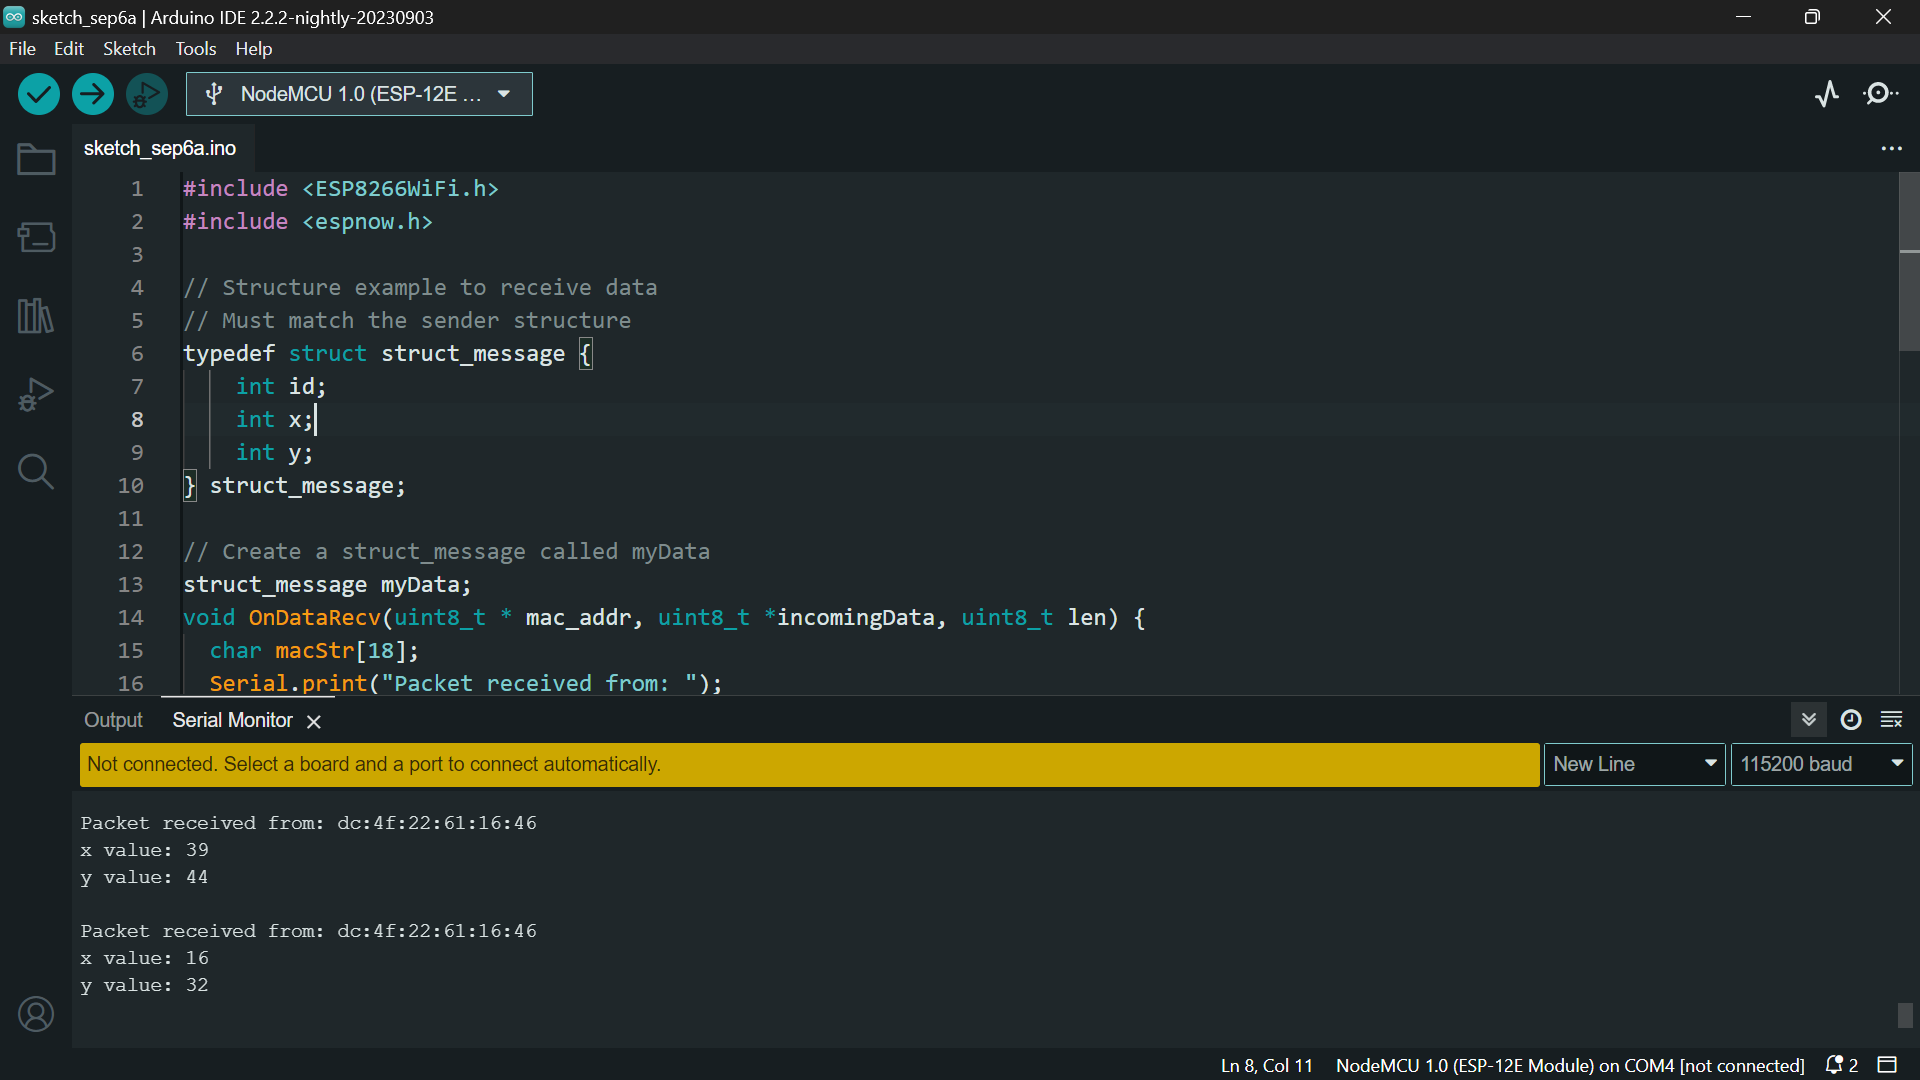 sketch_sep6a | Arduino IDE 2.2.2-nightly-20230903
File Edit Sketch Tools Help
NodeMCU 1.0 (ESP-12E ...
sketch_sep6a.ino
1 #include <ESP8266WiFi.h>
2 #include <espnow.h>
3
4 // Structure example to receive data
5 // Must match the sender structure
6 typedef struct struct_message {
7 int id;
8 int x;
9 int y;
10 } struct_message;
11
12 // Create a struct_message called myData
13 struct_message myData;
14 void OnDataRecv(uint8_t * mac_addr, uint8_t *incomingData, uint8_t len) {
15 char macStr[18];
16 Serial.print("Packet received from: ");
Output Serial Monitor
Not connected. Select a board and a port to connect automatically. New Line 115200 baud
Packet received from: dc:4f:22:61:16:46
x value: 39
y value: 44
Packet received from: dc:4f:22:61:16:46
x value: 16
y value: 32
Ln 8, Col 11 NodeMCU 1.0 (ESP-12E Module) on COM4 [not connected] 2